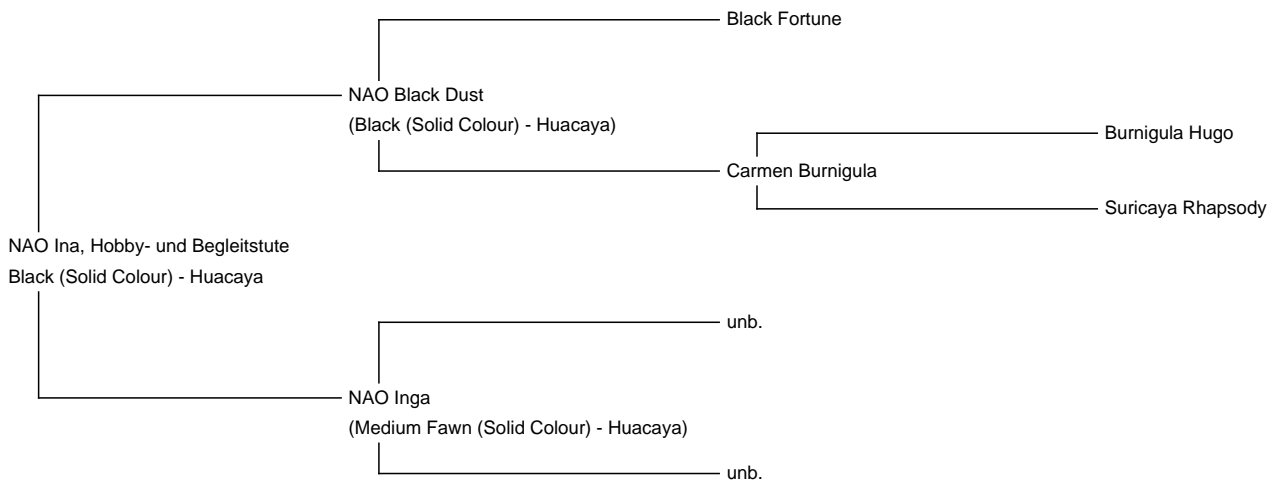 Black Fortune
NAO Black Dust
(Black (Solid Colour) - Huacaya)
Burnigula Hugo
Carmen Burnigula
Suricaya Rhapsody
NAO Ina, Hobby- und Begleitstute
Black (Solid Colour) - Huacaya
unb.
NAO Inga
(Medium Fawn (Solid Colour) - Huacaya)
unb.